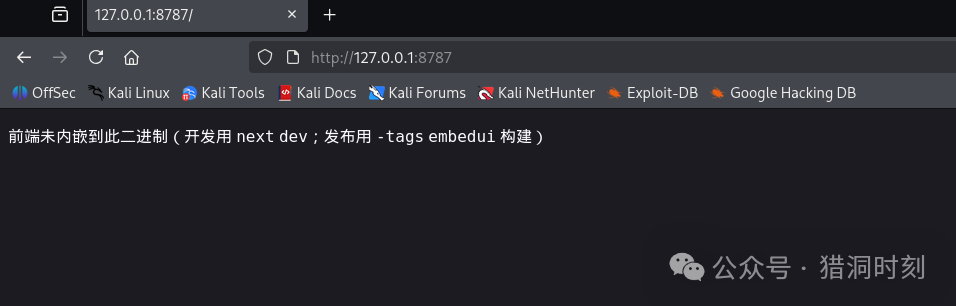 127.0.0.1:8787/
http://127.0.0.1:8787
OffSec Kali Linux Kali Tools Kali Docs Kali Forums Kali NetHunter Exploit-DB Google Hacking DB
前端未内嵌到此二进制（开发用 next dev；发布用 -tags embedui 构建）
公众号 · 猎洞时刻